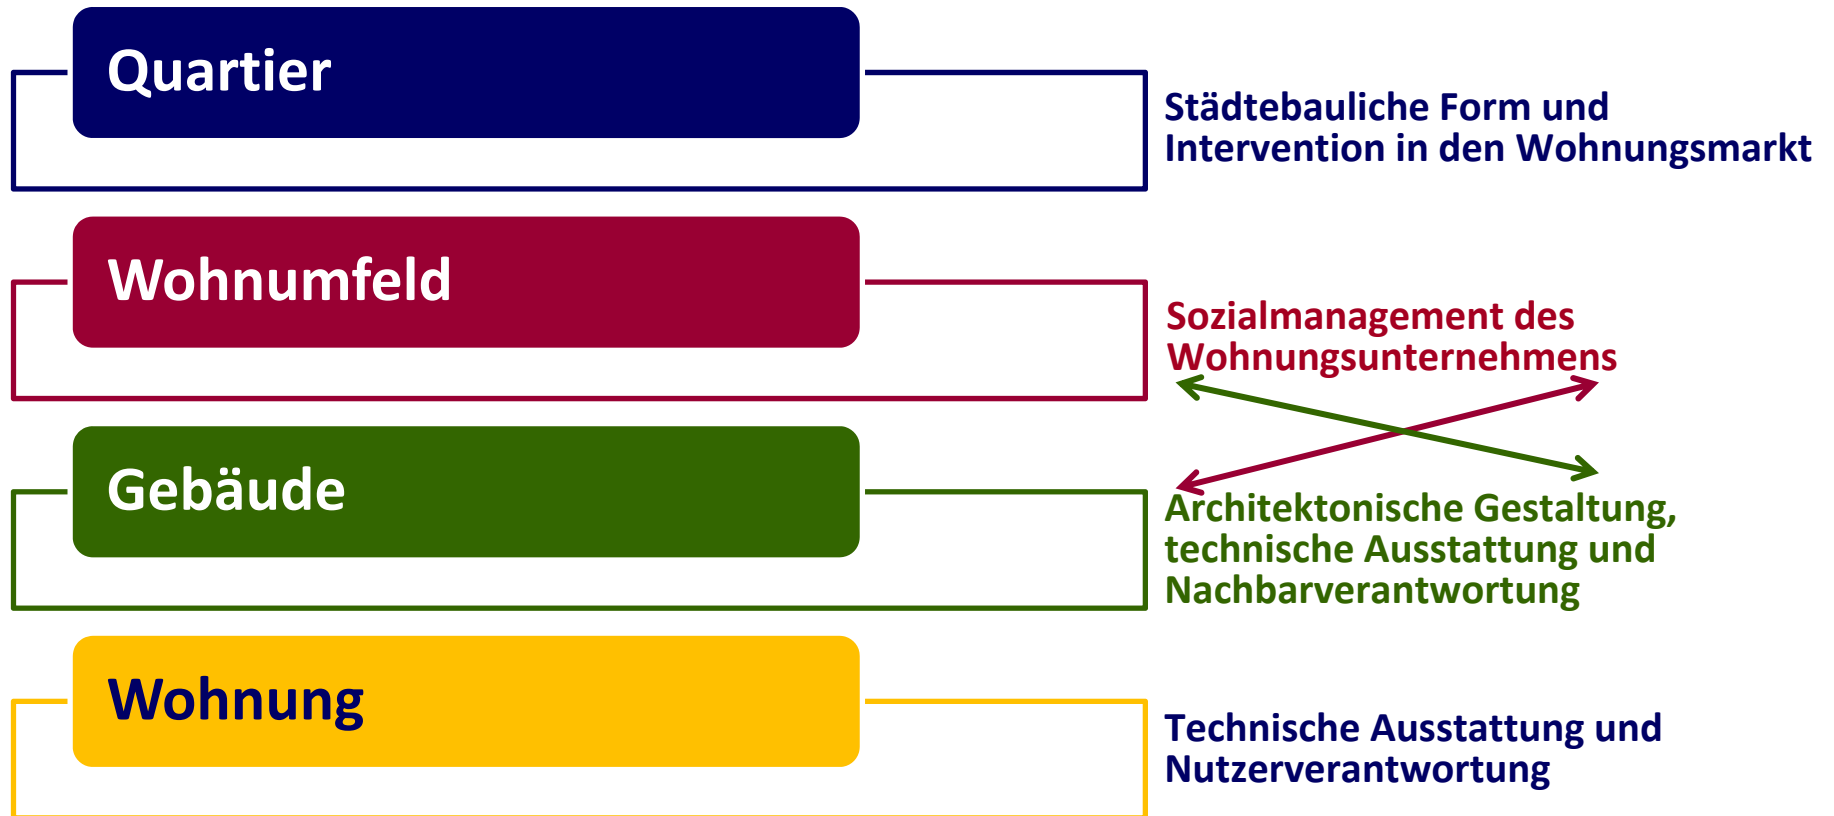 Quartier
Städtebauliche Form und
Intervention in den Wohnungsmarkt
Wohnumfeld
Sozialmanagement des
Wohnungsunternehmens
Gebäude
Architektonische Gestaltung,
technische Ausstattung und
Nachbarverantwortung
Wohnung
Technische Ausstattung und
Nutzerverantwortung